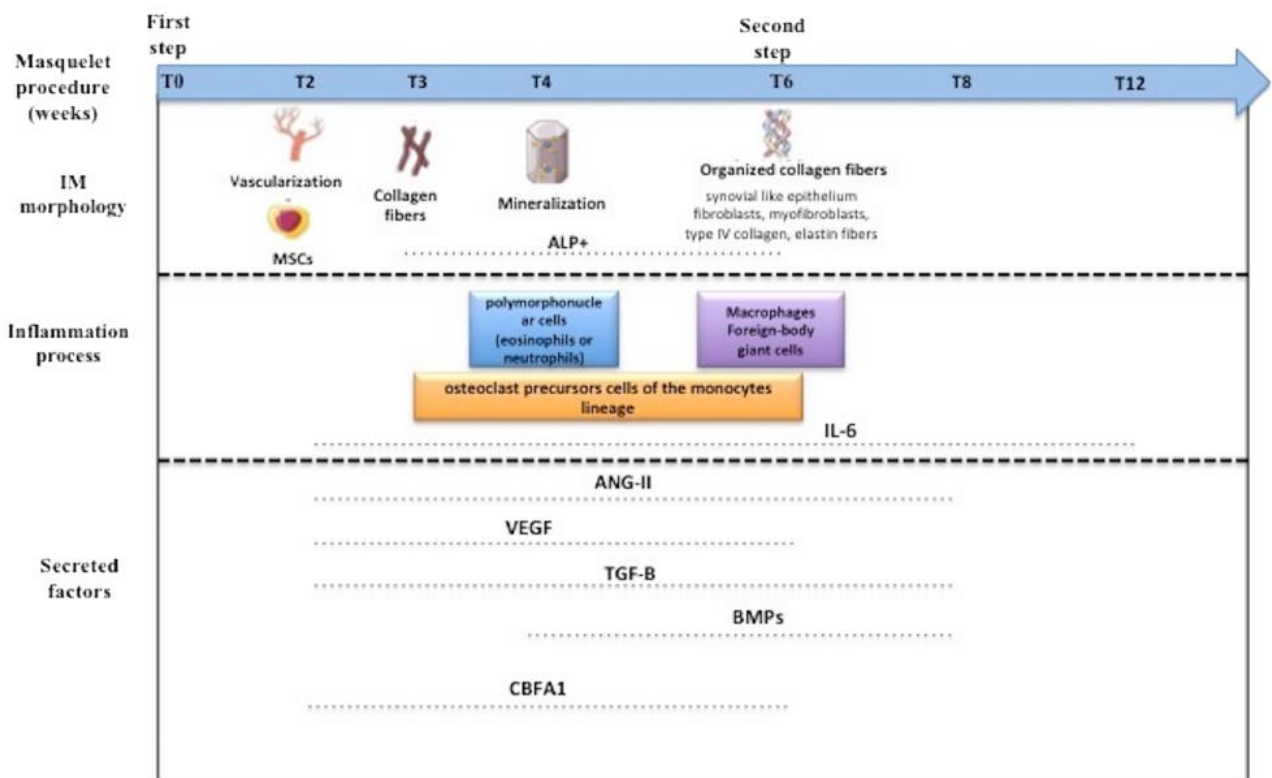 First
step
Second
step
Masquelet
procedure
(weeks)
T0 T2 T3 T4 T6 T8 T12
IM
morphology
Vascularization
MSCs
Collagen
fibers
Mineralization
ALP+
Organized collagen fibers
synovial like epithelium
fibroblasts, myofibroblasts,
type IV collagen, elastin fibers
Inflammation
process
polymorphonucle
ar cells
(eosinophils or
neutrophils)
Macrophages
Foreign-body
giant cells
osteoclast precursors cells of the monocytes
lineage
IL-6
Secreted
factors
ANG-II
VEGF
TGF-B
BMPs
CBFA1